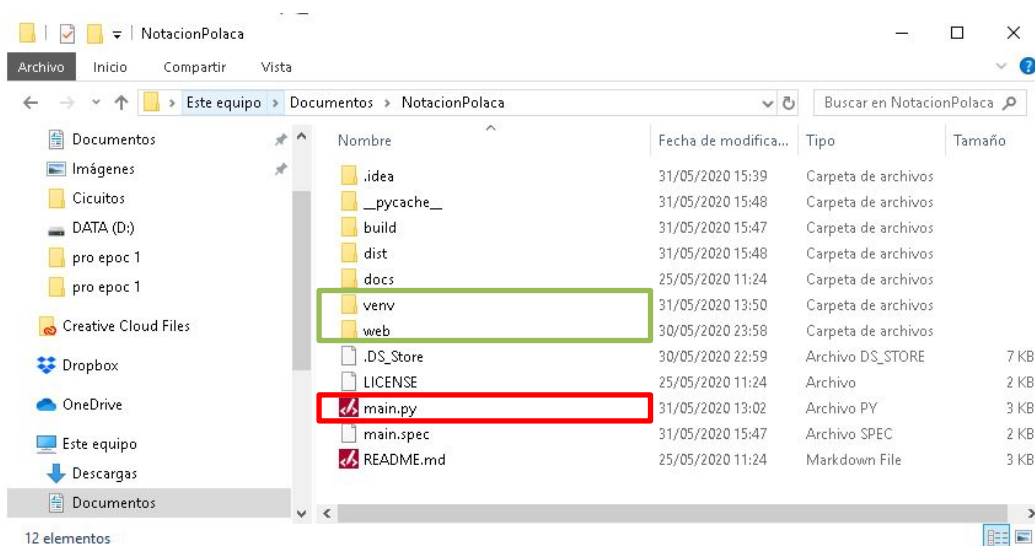 NotacionPolaca
Archivo Inicio Compartir Vista
Este equipo > Documentos > NotacionPolaca Buscar en NotacionPolaca
Documentos
Imágenes
Cicuitos
DATA (D:)
pro epoc 1
pro epoc 1
Creative Cloud Files
Dropbox
OneDrive
Este equipo
Descargas
Documentos
Nombre Fecha de modifica... Tipo Tamaño
.idea 31/05/2020 15:39 Carpeta de archivos
__pycache__ 31/05/2020 15:48 Carpeta de archivos
build 31/05/2020 15:47 Carpeta de archivos
dist 31/05/2020 15:48 Carpeta de archivos
docs 25/05/2020 11:24 Carpeta de archivos
venv 31/05/2020 13:50 Carpeta de archivos
web 30/05/2020 23:58 Carpeta de archivos
.DS_Store 30/05/2020 22:59 Archivo DS_STORE 7 KB
LICENSE 25/05/2020 11:24 Archivo 2 KB
main.py 31/05/2020 13:02 Archivo PY 3 KB
main.spec 31/05/2020 15:47 Archivo SPEC 2 KB
README.md 25/05/2020 11:24 Markdown File 3 KB
12 elementos